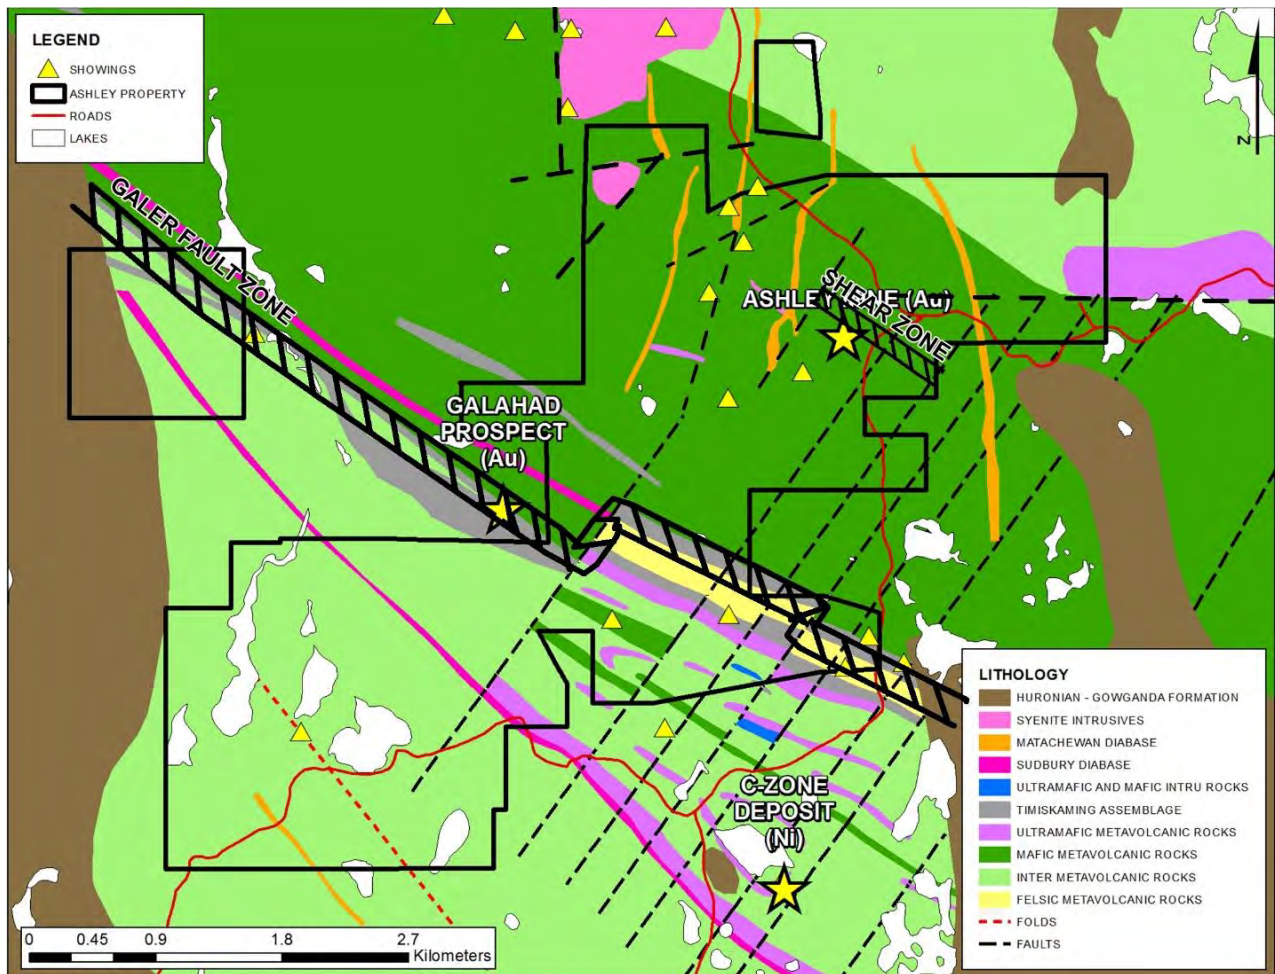 LEGEND
SHOWINGS
ASHLEY PROPERTY
ROADS
LAKES
N
GALER FAULT ZONE
SHEAR ZONE
ASHLEY (Au)
GALAHAD
PROSPECT
(Au)
C-ZONE
DEPOSIT
(Ni)
LITHOLOGY
HURONIAN - GOWGANDA FORMATION
SYENITE INTRUSIVES
MATACHEWAN DIABASE
SUDBURY DIABASE
ULTRAMAFIC AND MAFIC INTRU ROCKS
TIMISKAMING ASSEMBLAGE
ULTRAMAFIC METAVOLCANIC ROCKS
MAFIC METAVOLCANIC ROCKS
INTER METAVOLCANIC ROCKS
FELSIC METAVOLCANIC ROCKS
FOLDS
FAULTS
0 0.45 0.9 1.8 2.7
Kilometers